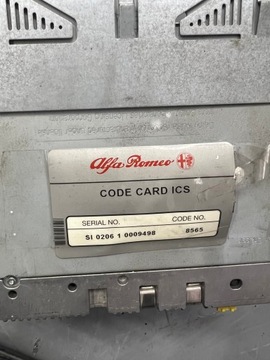 Alfa Romeo
CODE CARD ICS
SERIAL NO. CODE NO.
SI 0206 1 0009498 8565